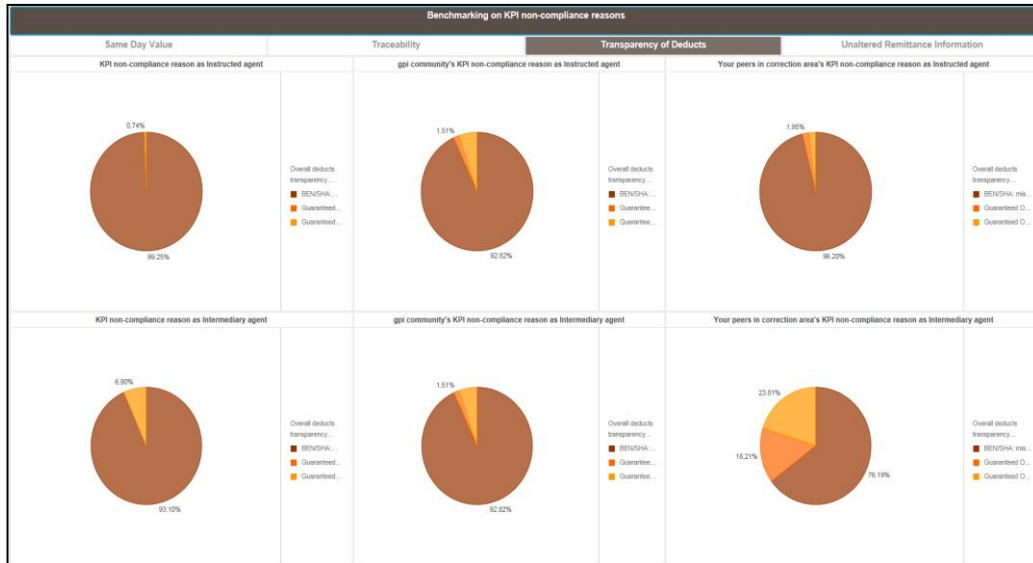 Benchmarking on KPI non-compliance reasons
Same Day Value
Traceability
Transparency of Deducts
Unaltered Remittance Information
KPI non-compliance reason as Instructed agent
gpi community's KPI non-compliance reason as Instructed agent
Your peers in correction area's KPI non-compliance reason as Instructed agent
0.74%
99.25%
Overall deducts
transparency...
BEN/SHA:...
Guaranteed...
Guaranteed...
1.51%
92.82%
Overall deducts
transparency...
BEN/SHA:...
Guarantee...
Guarantee...
1.95%
96.20%
Overall deducts
transparency...
BEN/SHA: mis...
Guaranteed O...
Guaranteed O...
KPI non-compliance reason as Intermediary agent
gpi community's KPI non-compliance reason as Intermediary agent
Your peers in correction area's KPI non-compliance reason as Intermediary agent
6.90%
93.10%
Overall deducts
transparency...
BEN/SHA:...
Guaranteed...
Guaranteed...
1.51%
92.82%
Overall deducts
transparency...
BEN/SHA:...
Guarantee...
Guarantee...
23.81%
18.21%
76.19%
Overall deducts
transparency...
BEN/SHA: mis...
Guaranteed O...
Guaranteed O...